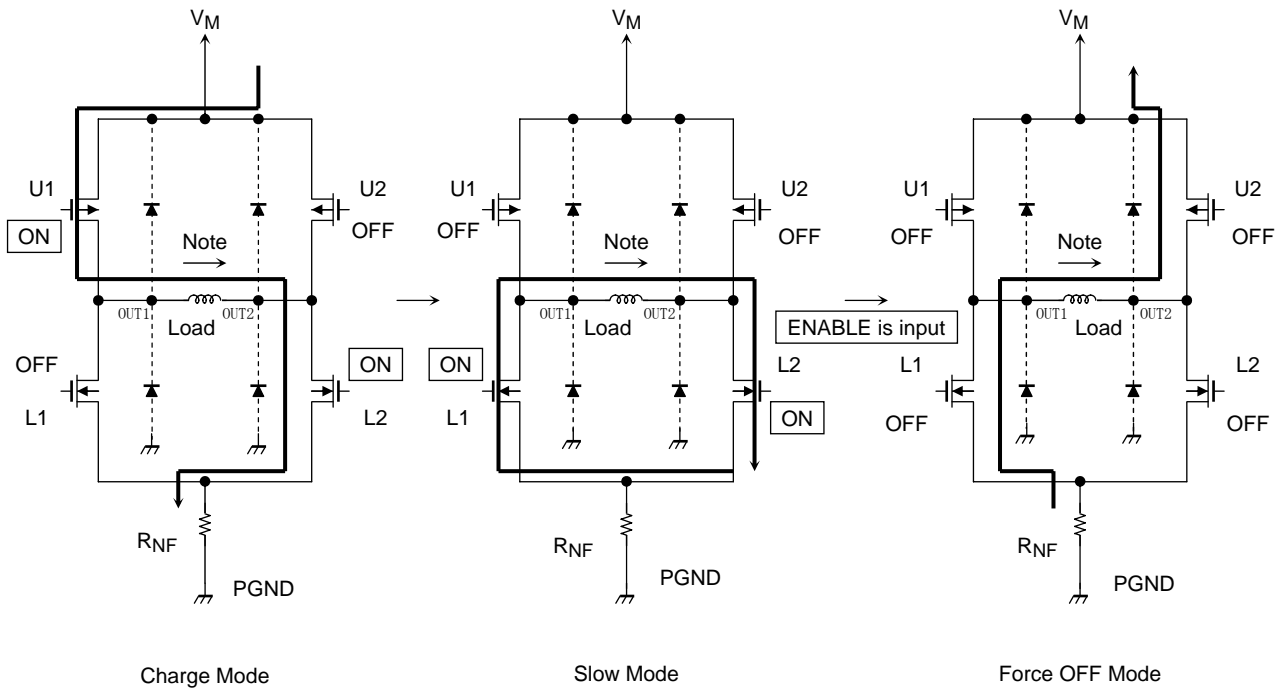 VM
U1
ON
U2
OFF
Note
OUT1
Load
OUT2
OFF
L1
ON
L2
RNF
PGND
Charge Mode
VM
U1
OFF
U2
OFF
Note
OUT1
Load
OUT2
ON
L1
L2
ON
RNF
PGND
Slow Mode
ENABLE is input
VM
U1
OFF
U2
OFF
Note
OUT1
Load
OUT2
L1
OFF
L2
OFF
RNF
PGND
Force OFF Mode